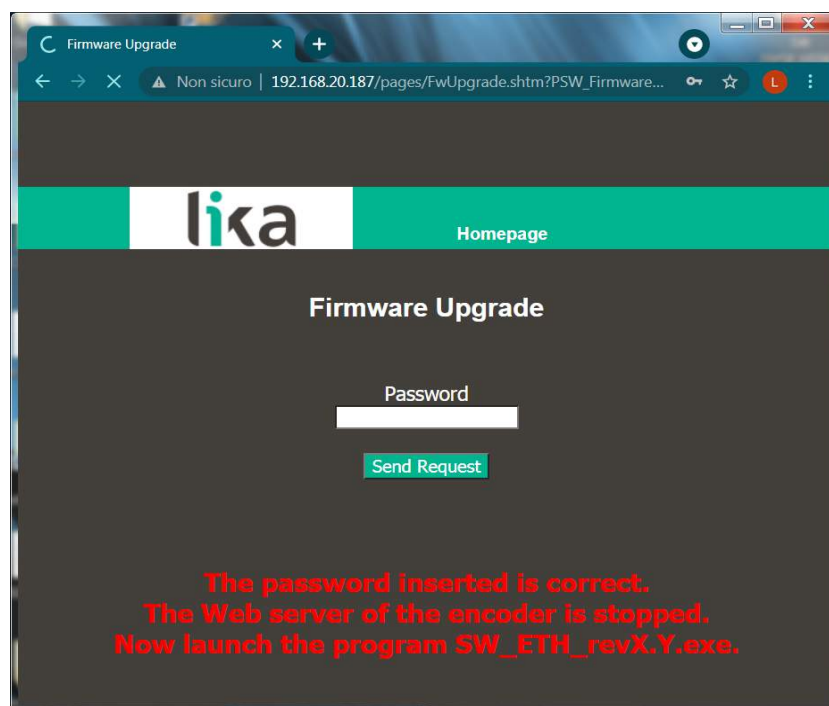 Firmware Upgrade
Non sicuro | 192.168.20.187/pages/FwUpgrade.shtm?PSW_Firmware...
L
lika
Homepage
Firmware Upgrade
Password
Send Request
The password inserted is correct.
The Web server of the encoder is stopped.
Now launch the program SW_ETH_revX.Y.exe.